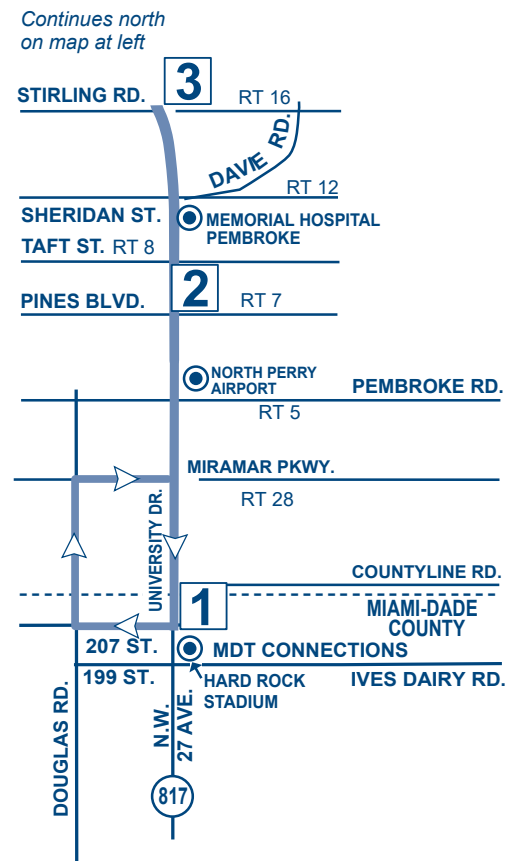 Continues north
on map at left
3
STIRLING RD.
RT 16
DAVIE RD.
RT 12
SHERIDAN ST.
MEMORIAL HOSPITAL
PEMBROKE
TAFT ST. RT 8
2
PINES BLVD.
RT 7
NORTH PERRY
AIRPORT
PEMBROKE RD.
RT 5
MIRAMAR PKWY.
RT 28
UNIVERSITY DR.
COUNTYLINE RD.
1
MIAMI-DADE
COUNTY
207 ST.
MDT CONNECTIONS
199 ST.
HARD ROCK
STADIUM
IVES DAIRY RD.
DOUGLAS RD.
N.W.
27 AVE.
817